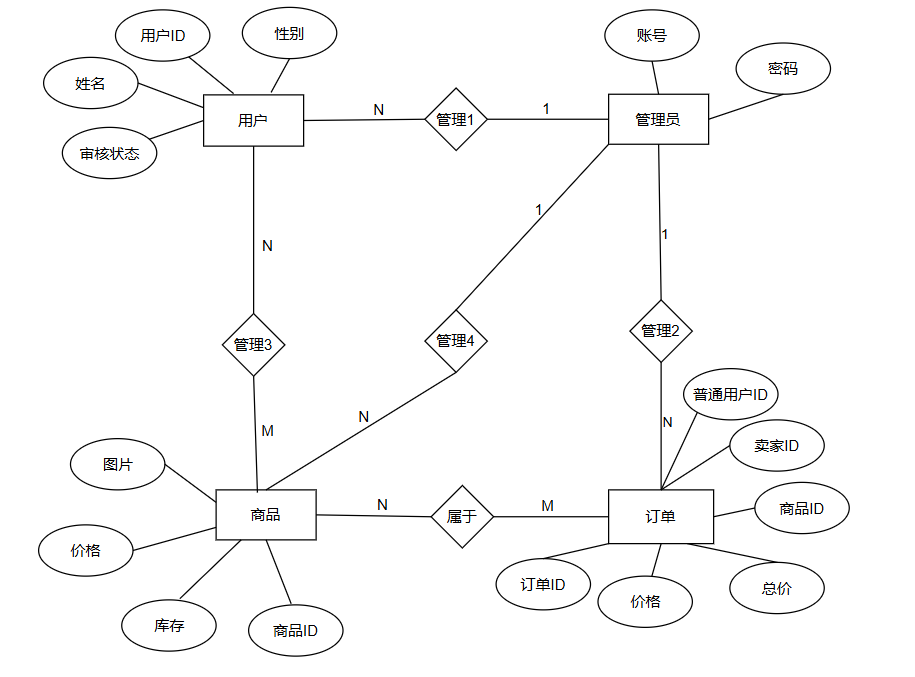 用户ID
性别
账号
姓名
密码
用户
N
管理1
1
管理员
审核状态
1
1
N
管理3
管理4
管理2
普通用户ID
N
N
M
卖家ID
图片
商品
N
属于
M
订单
商品ID
价格
订单ID
价格
总价
库存
商品ID